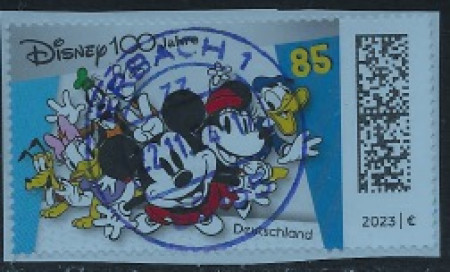 DISNEY 100 Jahre
85
2023 | €
Deutschland